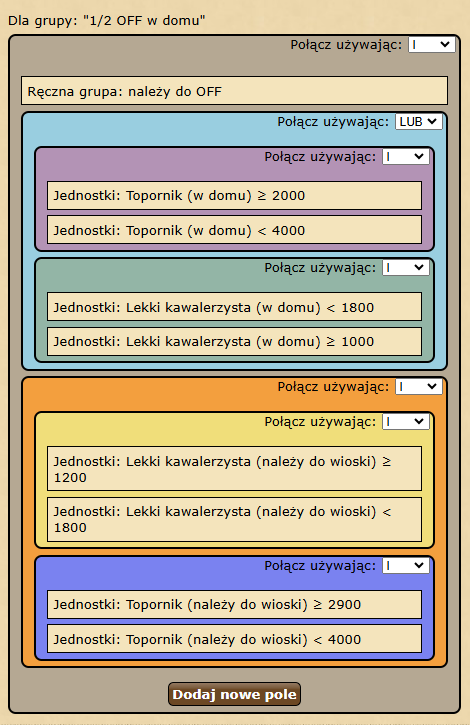 Dla grupy: "1/2 OFF w domu"
Połącz używając: I
Ręczna grupa: należy do OFF
Połącz używając: LUB
Połącz używając: I
Jednostki: Topornik (w domu) ≥ 2000
Jednostki: Topornik (w domu) < 4000
Połącz używając: I
Jednostki: Lekki kawalerzysta (w domu) < 1800
Jednostki: Lekki kawalerzysta (w domu) ≥ 1000
Połącz używając: I
Połącz używając: I
Jednostki: Lekki kawalerzysta (należy do wioski) ≥
1200
Jednostki: Lekki kawalerzysta (należy do wioski) <
1800
Połącz używając: I
Jednostki: Topornik (należy do wioski) ≥ 2900
Jednostki: Topornik (należy do wioski) < 4000
Dodaj nowe pole